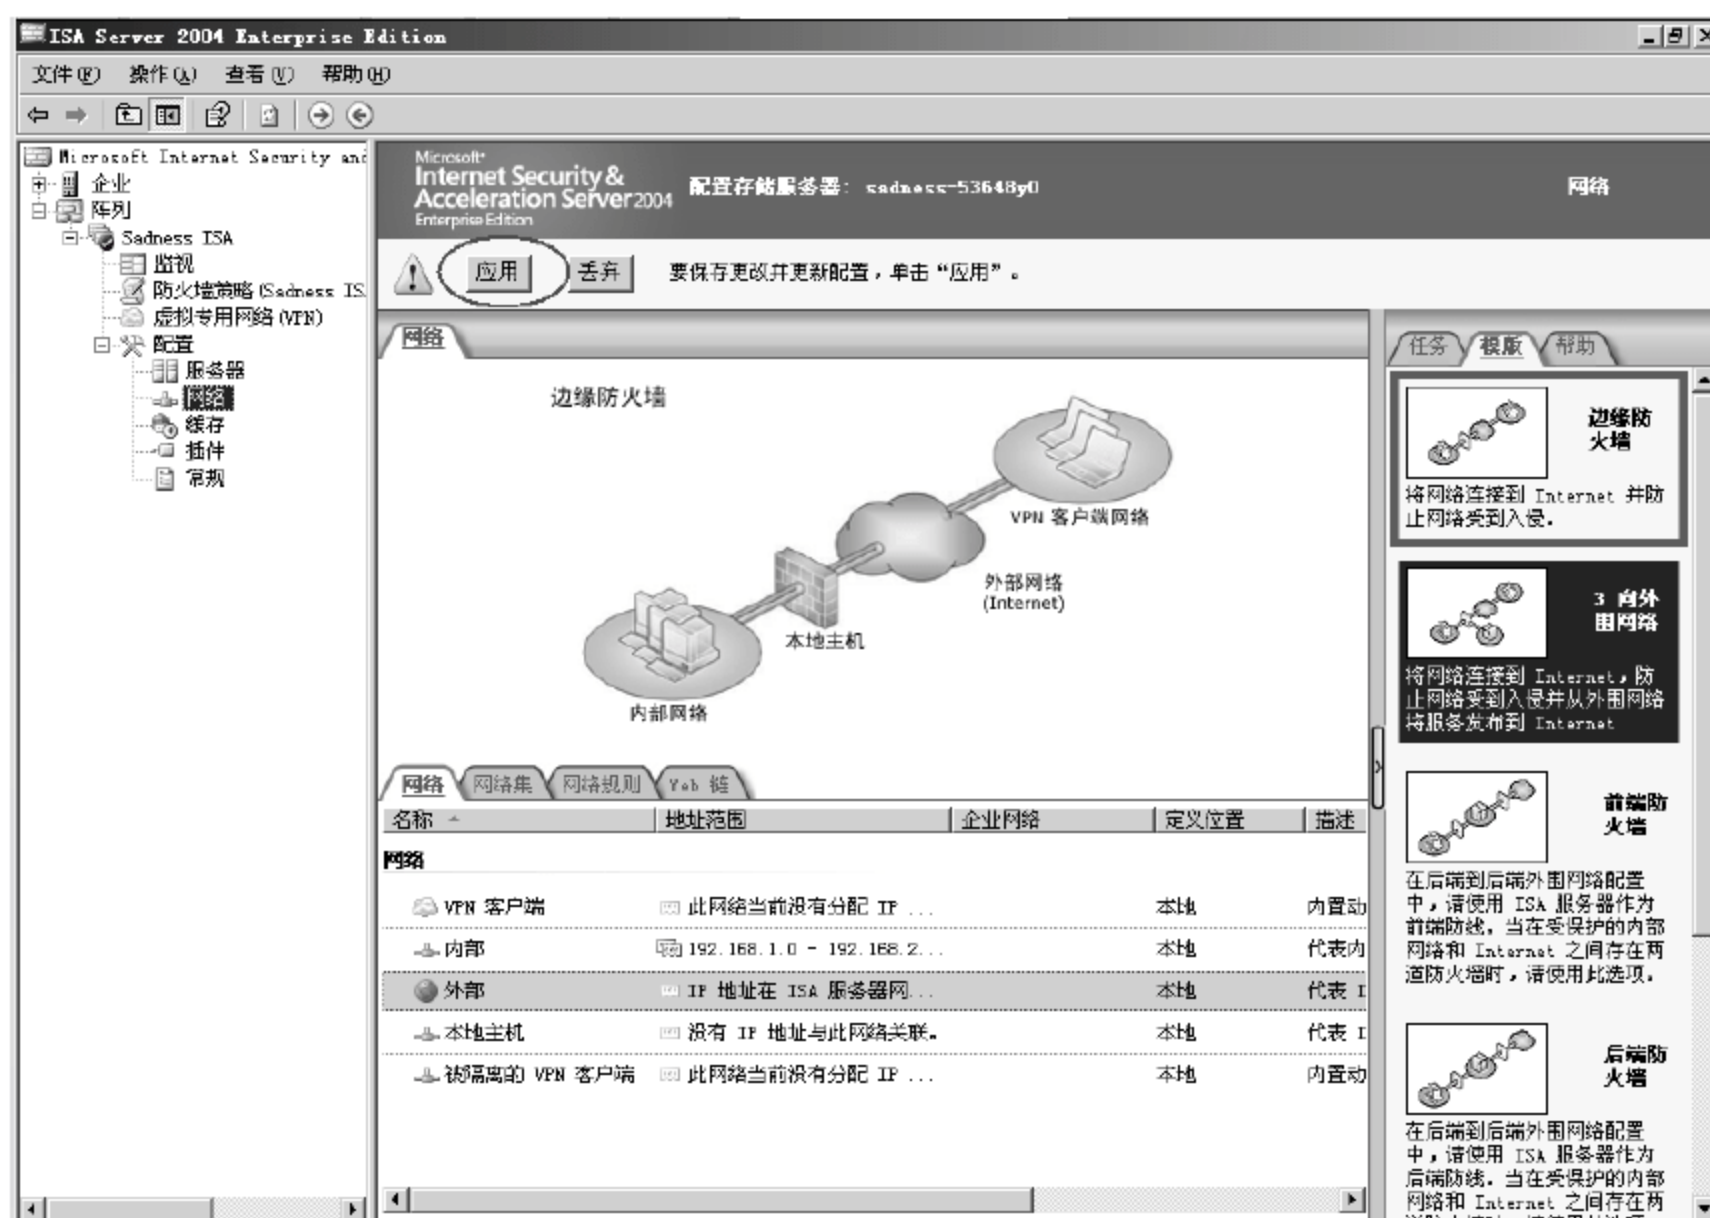 ISA Server 2004 Enterprise Edition
文件(F) 操作(A) 查看(V) 帮助(H)
Microsoft Internet Security and
企业
阵列
Sadness ISA
监视
防火墙策略(Sadness IS
虚拟专用网络(VPN)
配置
服务器
网络
缓存
插件
常规
Microsoft
Internet Security &
Acceleration Server 2004
Enterprise Edition
配置存储服务器: sadness-53648y0
网络
应用 丢弃 要保存更改并更新配置，单击“应用”。
网络
边缘防火墙
VPN 客户端网络
外部网络
(Internet)
本地主机
内部网络
网络 网络集 网络规则 Web 链
名称 地址范围 企业网络 定义位置 描述
网络
VPN 客户端 此网络当前没有分配 IP ... 本地 内置动
内部 192.168.1.0 - 192.168.2... 本地 代表内
外部 IP 地址在 ISA 服务器网... 本地 代表 I
本地主机 没有 IP 地址与此网络关联。 本地 代表 I
被隔离的 VPN 客户端 此网络当前没有分配 IP ... 本地 内置动
任务 模版 帮助
边缘防
火墙
将网络连接到 Internet 并防
止网络受到入侵.
3 向外
围网络
将网络连接到 Internet，防
止网络受到入侵并从外围网络
将服务发布到 Internet
前端防
火墙
在后端到后端外围网络配置
中，请使用 ISA 服务器作为
前端防线. 当在受保护的内部
网络和 Internet 之间存在两
道防火墙时，请使用此选项.
后端防
火墙
在后端到后端外围网络配置
中，请使用 ISA 服务器作为
后端防线. 当在受保护的内部
网络和 Internet 之间存在两